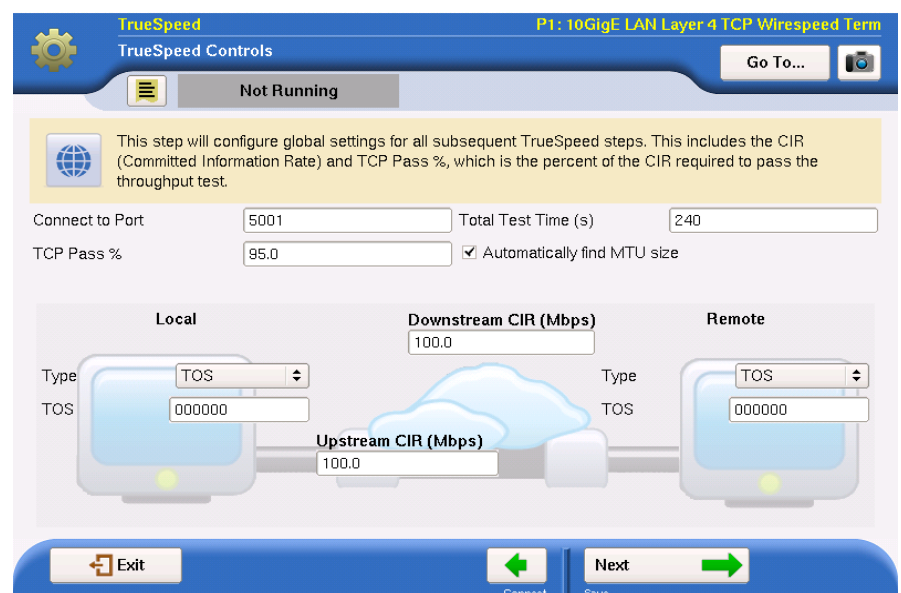 TrueSpeed
P1: 10GigE LAN Layer 4 TCP Wirespeed Term
TrueSpeed Controls
Go To...
Not Running
This step will configure global settings for all subsequent TrueSpeed steps. This includes the CIR
(Committed Information Rate) and TCP Pass %, which is the percent of the CIR required to pass the
throughput test.
Connect to Port 5001 Total Test Time (s) 240
TCP Pass % 95.0 Automatically find MTU size
Local Downstream CIR (Mbps) Remote
100.0
Type TOS Type TOS
TOS 000000 TOS 000000
Upstream CIR (Mbps)
100.0
Exit Next
Connect Save